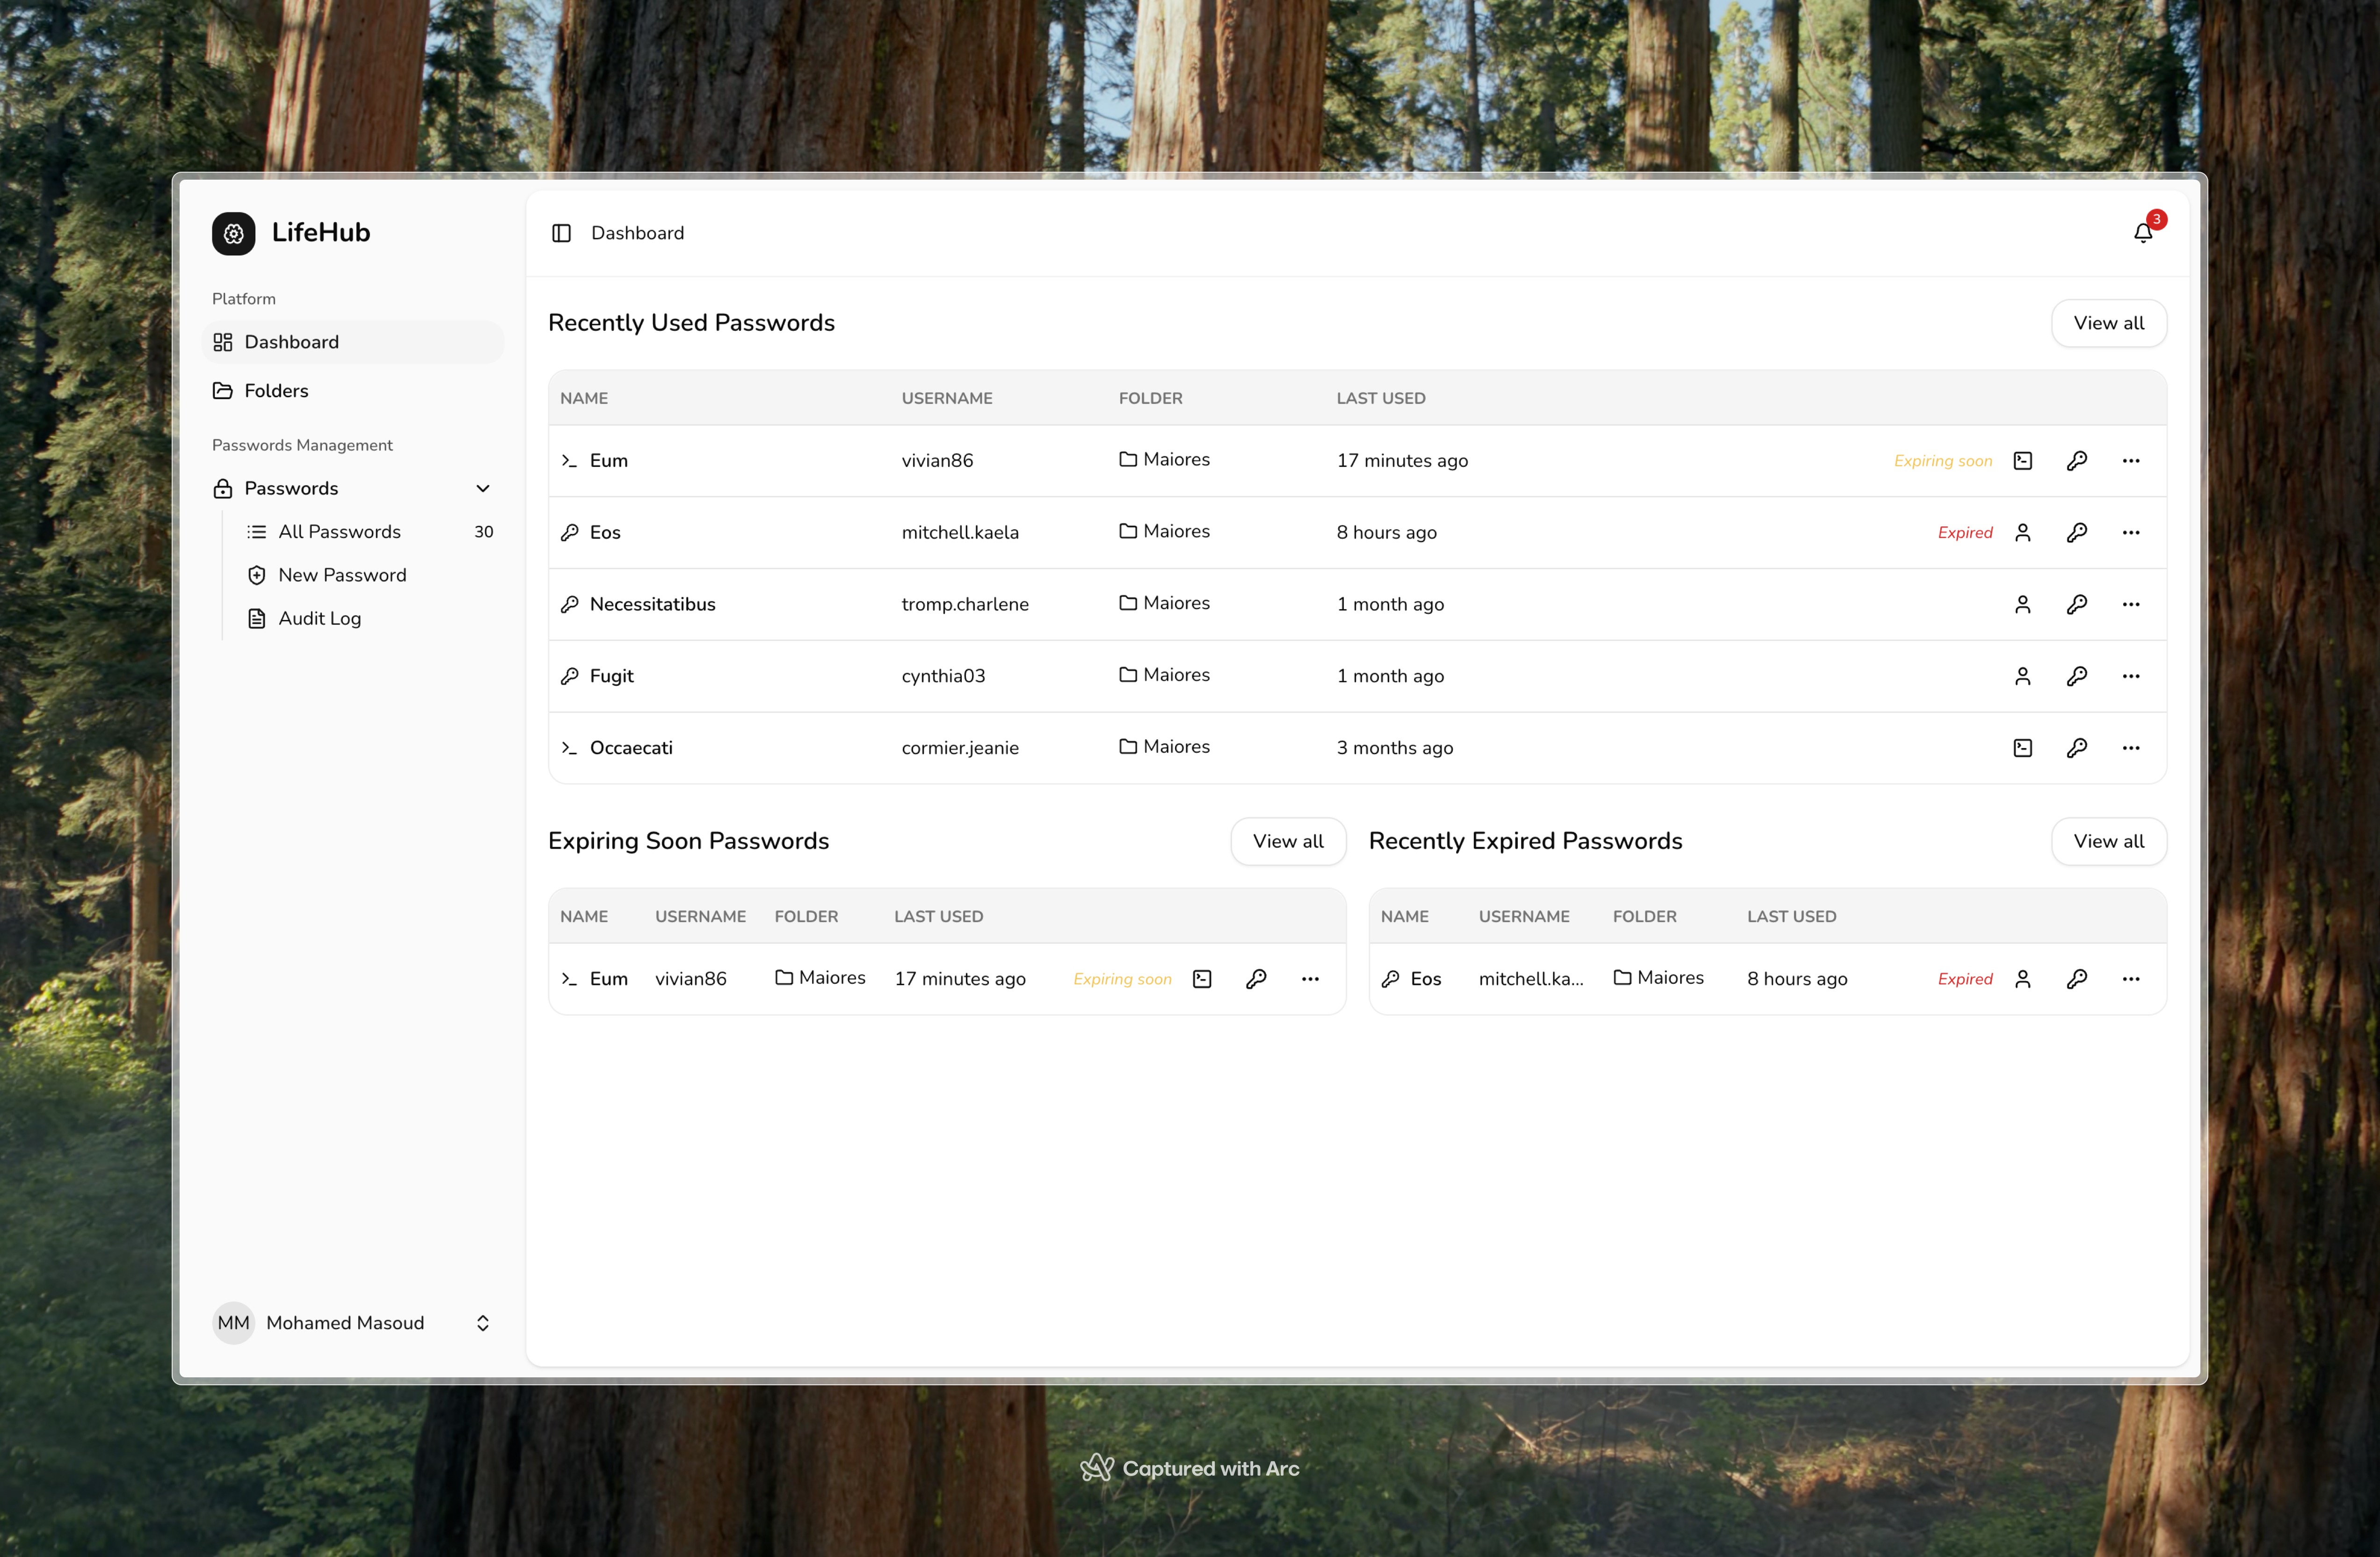 LifeHub
Platform
Dashboard
Folders
Passwords Management
Passwords
All Passwords 30
New Password
Audit Log
MM Mohamed Masoud
Dashboard
3
Recently Used Passwords View all
NAME USERNAME FOLDER LAST USED
Eum vivian86 Maiores 17 minutes ago Expiring soon
Eos mitchell.kaela Maiores 8 hours ago Expired
Necessitatibus tromp.charlene Maiores 1 month ago
Fugit cynthia03 Maiores 1 month ago
Occaecati cormier.jeanie Maiores 3 months ago
Expiring Soon Passwords View all
NAME USERNAME FOLDER LAST USED
Eum vivian86 Maiores 17 minutes ago Expiring soon
Recently Expired Passwords View all
NAME USERNAME FOLDER LAST USED
Eos mitchell.ka... Maiores 8 hours ago Expired
Captured with Arc